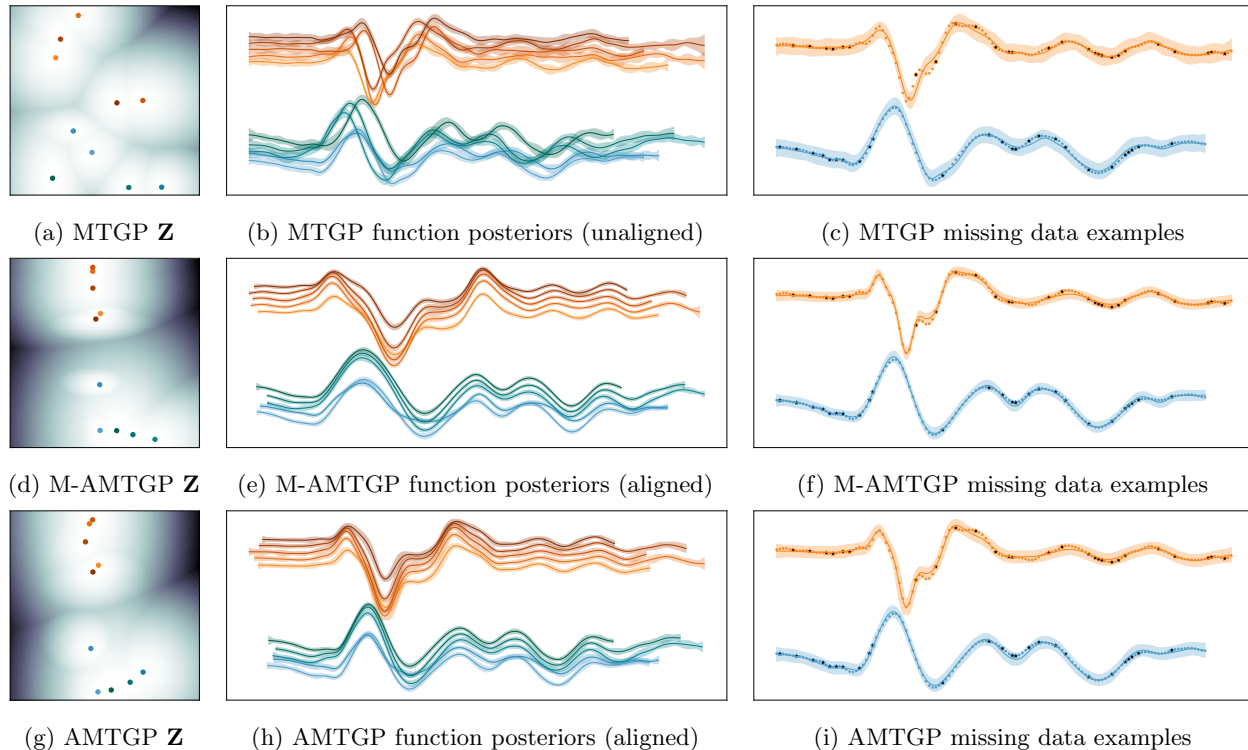 (a) MTGP Z
(b) MTGP function posteriors (unaligned)
(c) MTGP missing data examples
(d) M-AMTGP Z
(e) M-AMTGP function posteriors (aligned)
(f) M-AMTGP missing data examples
(g) AMTGP Z
(h) AMTGP function posteriors (aligned)
(i) AMTGP missing data examples